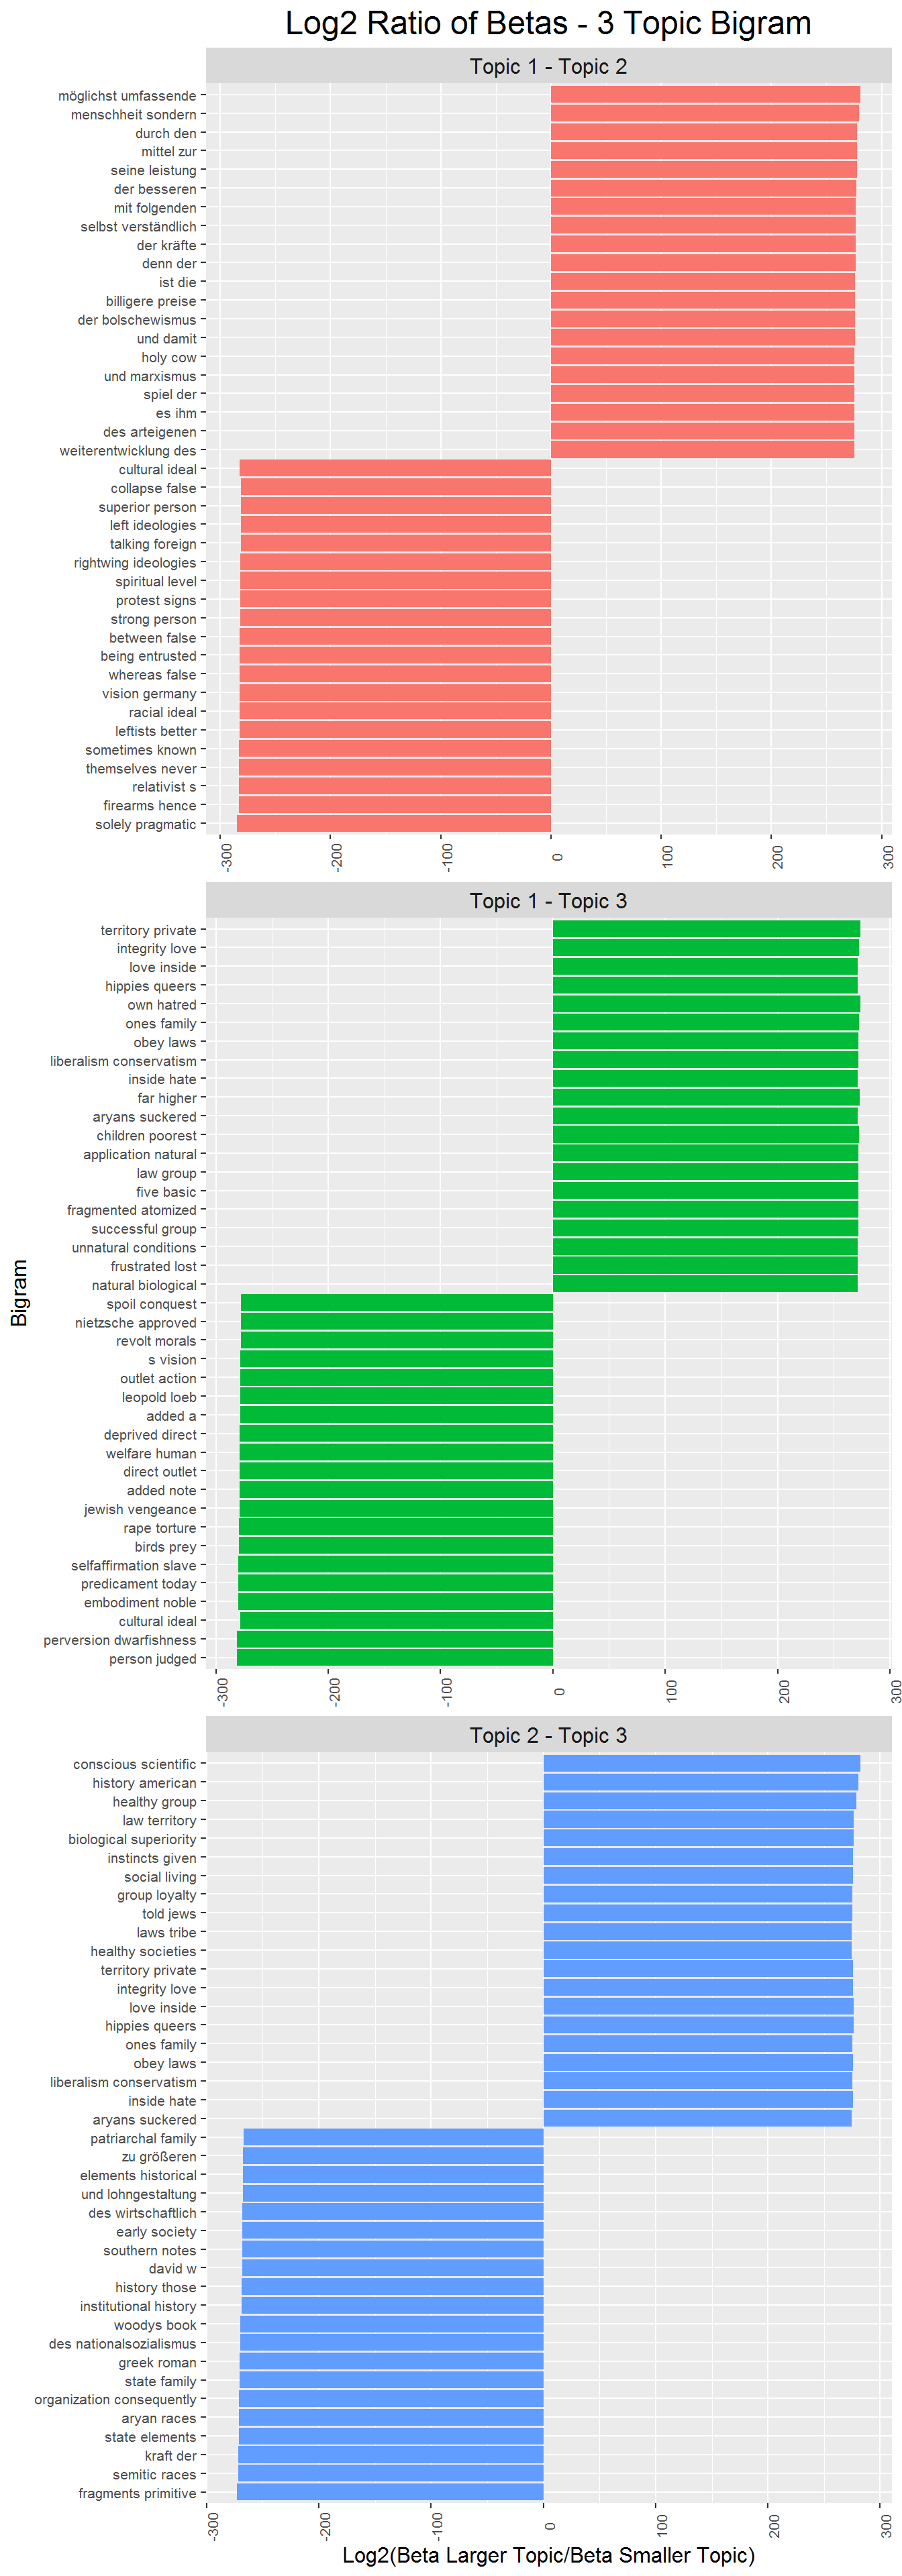 Log2 Ratio of Betas - 3 Topic Bigram
Topic 1 - Topic 2
möglichst umfassende
menschheit sondern
durch den
mittel zur
seine leistung
der besseren
mit folgenden
selbst verständlich
der kräfte
denn der
ist die
billigere preise
der bolschewismus
und damit
holy cow
und marxismus
spiel der
es ihm
des arteigenen
weiterentwicklung des
cultural ideal
collapse false
superior person
left ideologies
talking foreign
rightwing ideologies
spiritual level
protest signs
strong person
between false
being entrusted
whereas false
vision germany
racial ideal
leftists better
sometimes known
themselves never
relativist s
firearms hence
solely pragmatic
-300 -200 -100 0 100 200 300
Topic 1 - Topic 3
territory private
integrity love
love inside
hippies queers
own hatred
ones family
obey laws
liberalism conservatism
inside hate
far higher
aryans suckered
children poorest
application natural
law group
five basic
fragmented atomized
successful group
unnatural conditions
frustrated lost
natural biological
spoil conquest
nietzsche approved
revolt morals
s vision
outlet action
leopold loeb
added a
deprived direct
welfare human
direct outlet
added note
jewish vengeance
rape torture
birds prey
selfaffirmation slave
predicament today
embodiment noble
cultural ideal
perversion dwarfishness
person judged
-300 -200 -100 0 100 200 300
Bigram
Topic 2 - Topic 3
conscious scientific
history american
healthy group
law territory
biological superiority
instincts given
social living
group loyalty
told jews
laws tribe
healthy societies
territory private
integrity love
love inside
hippies queers
ones family
obey laws
liberalism conservatism
inside hate
aryans suckered
patriarchal family
zu größeren
elements historical
und lohngestaltung
des wirtschaftlich
early society
southern notes
david w
history those
institutional history
woodys book
des nationalsozialismus
greek roman
state family
organization consequently
aryan races
state elements
kraft der
semitic races
fragments primitive
-300 -200 -100 0 100 200 300
Log2(Beta Larger Topic/Beta Smaller Topic)